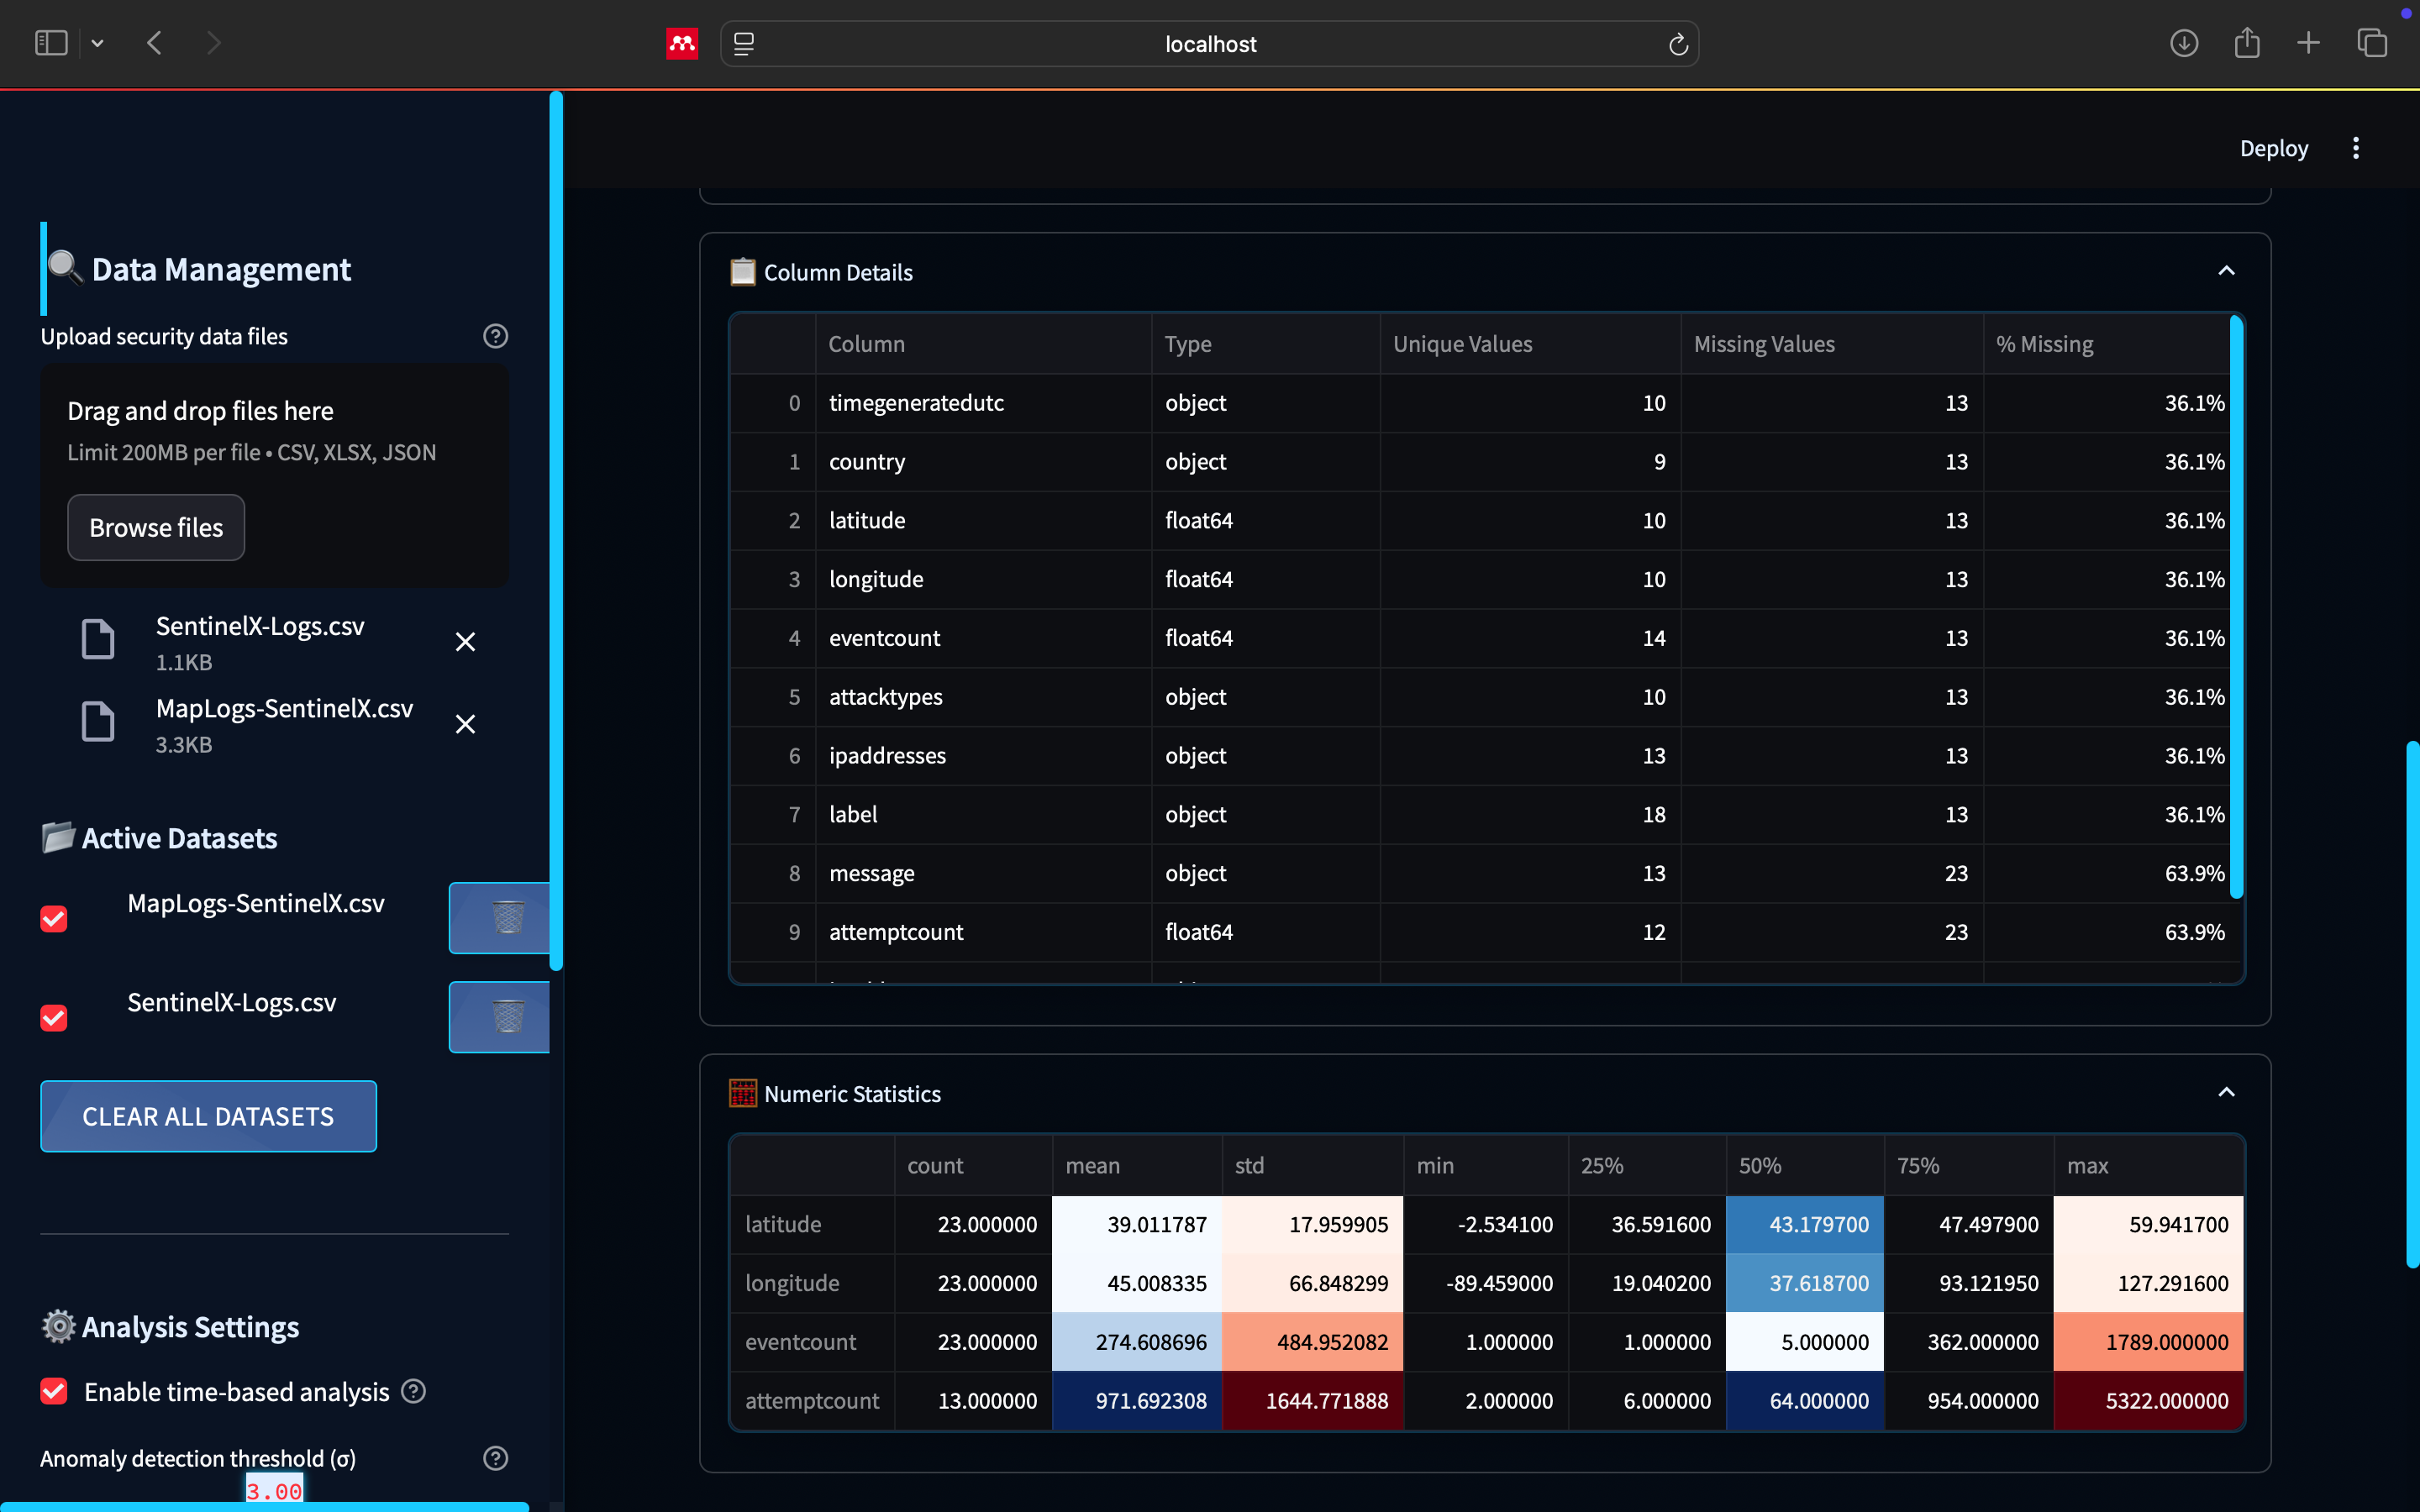 localhost
Deploy
Data Management
Upload security data files
Drag and drop files here
Limit 200MB per file • CSV, XLSX, JSON
Browse files
SentinelX-Logs.csv
1.1KB
MapLogs-SentinelX.csv
3.3KB
Active Datasets
MapLogs-SentinelX.csv
SentinelX-Logs.csv
CLEAR ALL DATASETS
Analysis Settings
Enable time-based analysis
Anomaly detection threshold (σ)
3.00
Column Details
Column Type Unique Values Missing Values % Missing
0 timegeneratedutc object 10 13 36.1%
1 country object 9 13 36.1%
2 latitude float64 10 13 36.1%
3 longitude float64 10 13 36.1%
4 eventcount float64 14 13 36.1%
5 attacktypes object 10 13 36.1%
6 ipaddresses object 13 13 36.1%
7 label object 18 13 36.1%
8 message object 13 23 63.9%
9 attemptcount float64 12 23 63.9%
Numeric Statistics
count mean std min 25% 50% 75% max
latitude 23.000000 39.011787 17.959905 -2.534100 36.591600 43.179700 47.497900 59.941700
longitude 23.000000 45.008335 66.848299 -89.459000 19.040200 37.618700 93.121950 127.291600
eventcount 23.000000 274.608696 484.952082 1.000000 1.000000 5.000000 362.000000 1789.000000
attemptcount 13.000000 971.692308 1644.771888 2.000000 6.000000 64.000000 954.000000 5322.000000